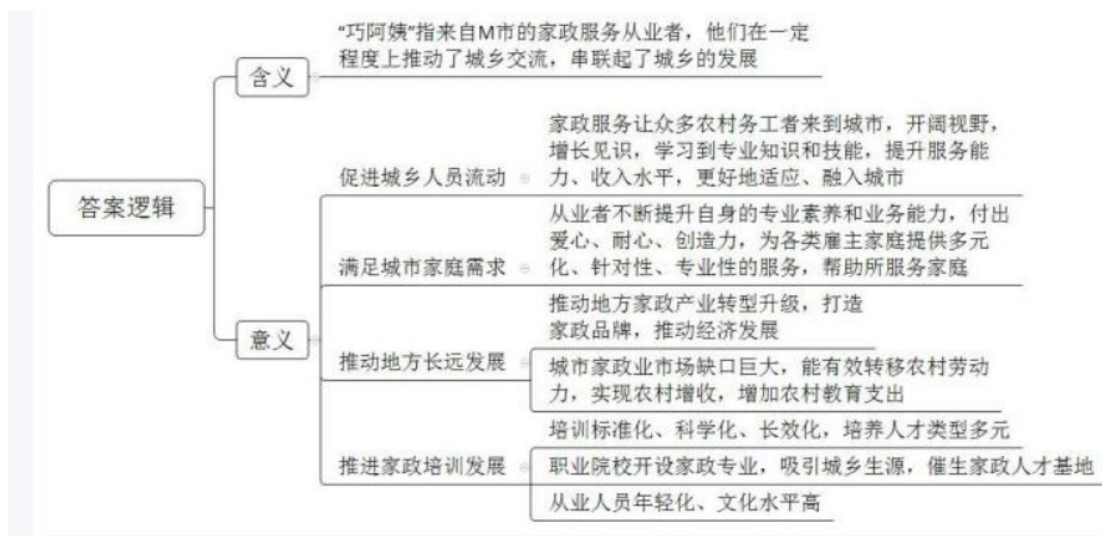 “巧阿姨”指来自M市的家政服务从业者，他们在一定
程度上推动了城乡交流，串联起了城乡的发展
含义
家政服务让众多农村务工者来到城市，开阔视野，
增长见识，学习到专业知识和技能，提升服务能
促进城乡人员流动
力、收入水平，更好地适应、融入城市
答案逻辑
从业者不断提升自身的专业素养和业务能力，付出
爱心、耐心、创造力，为各类雇主家庭提供多元
满足城市家庭需求
化、针对性、专业性的服务，帮助所服务家庭
推动地方家政产业转型升级，打造
家政品牌，推动经济发展
意义
推动地方长远发展
城市家政业市场缺口巨大，能有效转移农村劳动
力，实现农村增收，增加农村教育支出
培训标准化、科学化、长效化，培养人才类型多元
推进家政培训发展
职业院校开设家政专业，吸引城乡生源，催生家政人才基地
从业人员年轻化、文化水平高